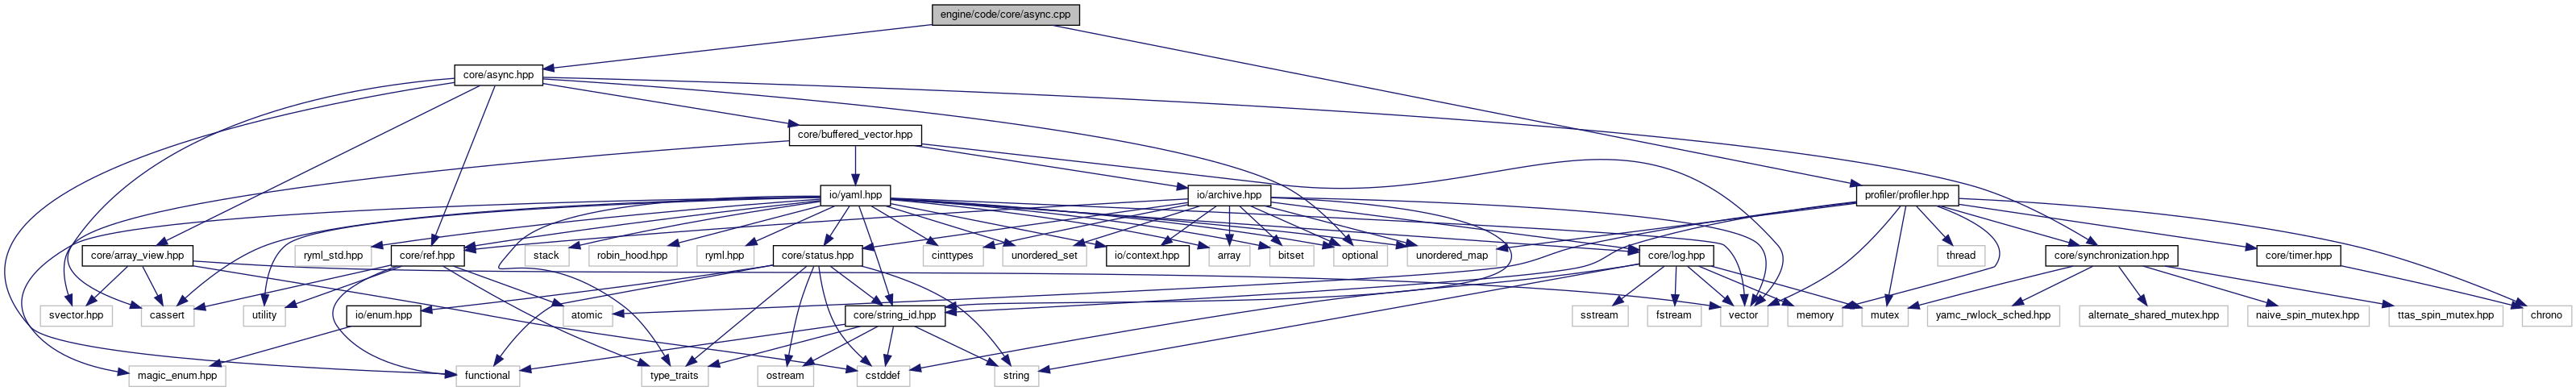 engine/code/core/async.cpp
core/async.hpp
core/buffered_vector.hpp
io/yaml.hpp
io/archive.hpp
profiler/profiler.hpp
core/array_view.hpp
ryml_std.hpp
core/ref.hpp
stack
robin_hood.hpp
ryml.hpp
core/status.hpp
cinttypes
unordered_set
io/context.hpp
array
bitset
optional
unordered_map
core/log.hpp
thread
core/synchronization.hpp
core/timer.hpp
svector.hpp
cassert
utility
io/enum.hpp
atomic
core/string_id.hpp
sstream
fstream
vector
memory
mutex
yamc_rwlock_sched.hpp
alternate_shared_mutex.hpp
naive_spin_mutex.hpp
ttas_spin_mutex.hpp
chrono
magic_enum.hpp
functional
type_traits
ostream
cstddef
string